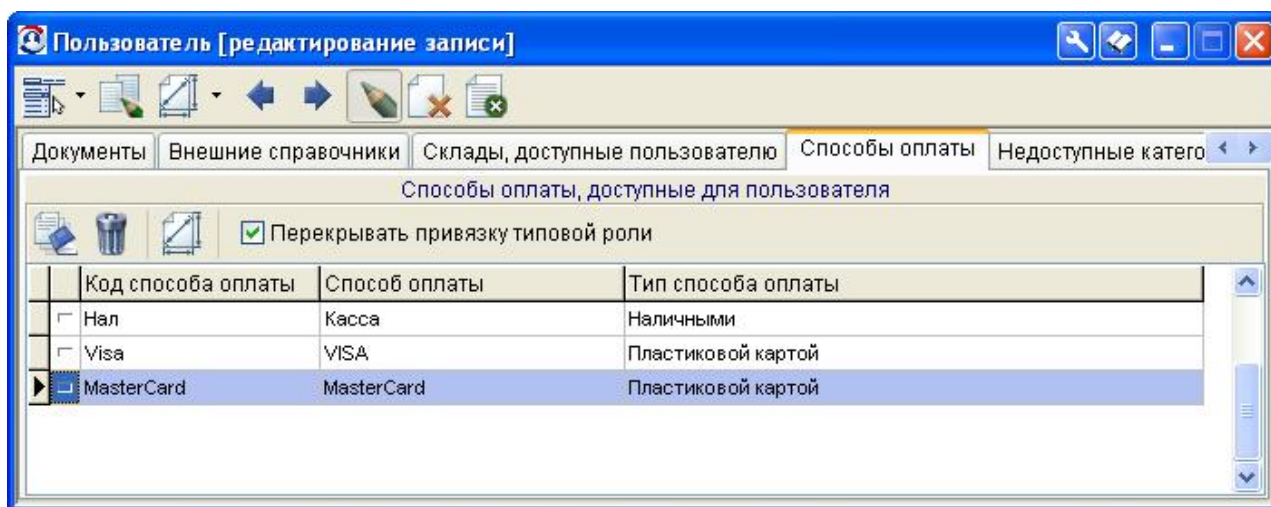 Пользователь [редактирование записи]
Документы Внешние справочники Склады, доступные пользователю Способы оплаты Недоступные катего
Способы оплаты, доступные для пользователя
Перекрывать привязку типовой роли
Код способа оплаты Способ оплаты Тип способа оплаты
Нал Касса Наличными
Visa VISA Пластиковой картой
MasterCard MasterCard Пластиковой картой